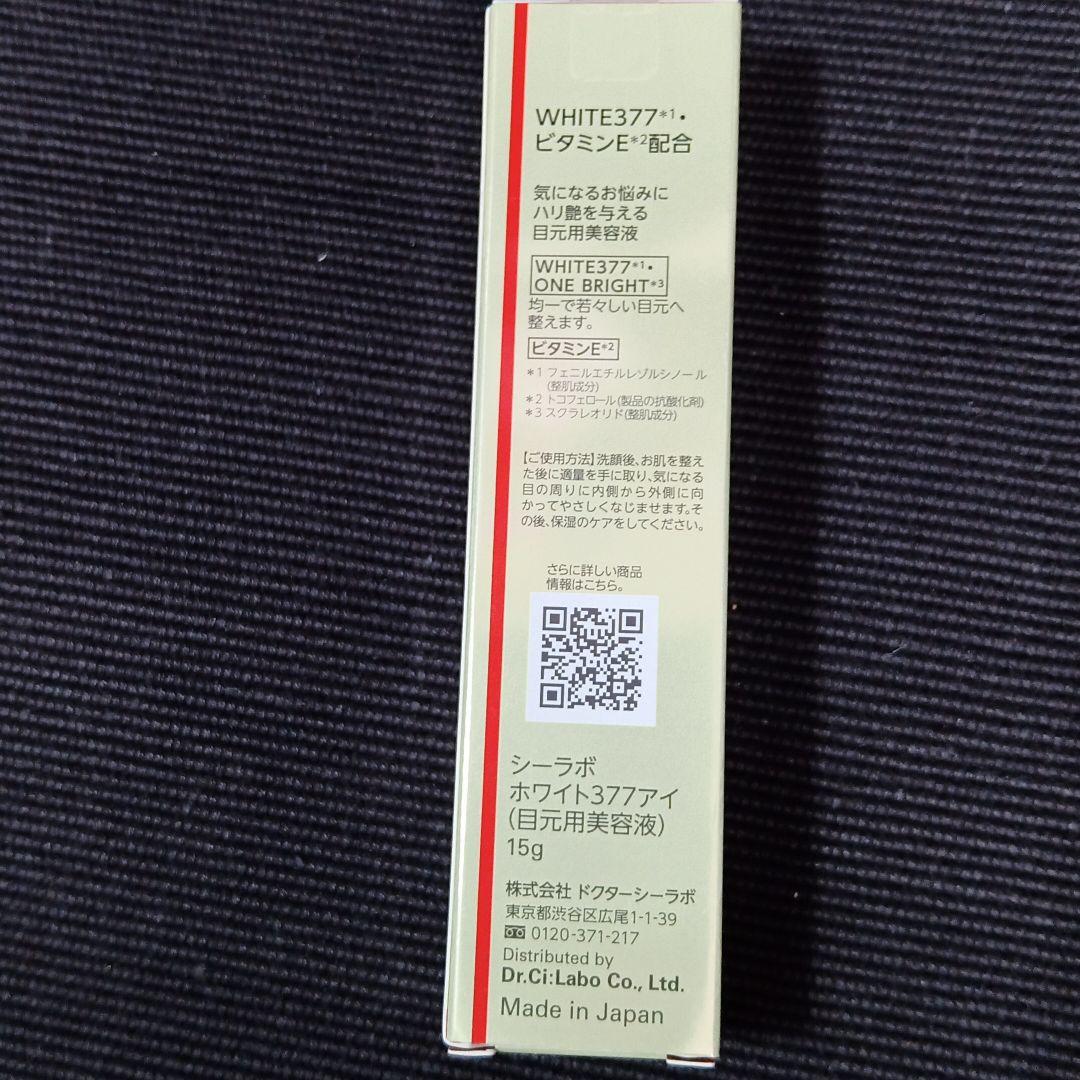 WHITE377*1・
ビタミンE*2配合
気になるお悩みに
ハリ艶を与える
目元用美容液
WHITE377*1・
ONE BRIGHT*3
均一で若々しい目元へ
整えます。
ビタミンE*2
*1 フェニルエチルレゾルシノール
(整肌成分)
*2 トコフェロール(製品の抗酸化剤)
*3 スクラレオリド(整肌成分)
【ご使用方法】洗顔後、お肌を整え
た後に適量を手に取り、気になる
目の周りに内側から外側に向
かってやさしくなじませます。そ
の後、保湿のケアをしてください。
さらに詳しい商品
情報はこちら。
シーラボ
ホワイト377アイ
(目元用美容液)
15g
株式会社 ドクターシーラボ
東京都渋谷区広尾1-1-39
0120-371-217
Distributed by
Dr.Ci:Labo Co., Ltd.
Made in Japan